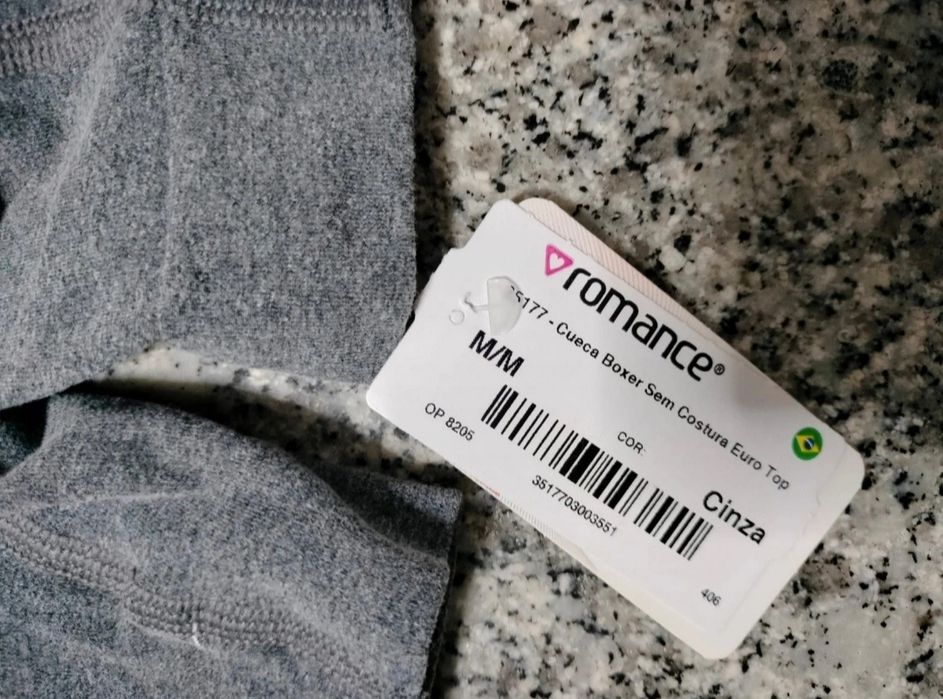 romance®
5177 - Cueca Boxer Sem Costura Euro Top
M/M
OP 8205
COR:
Cinza
3517703003551
406